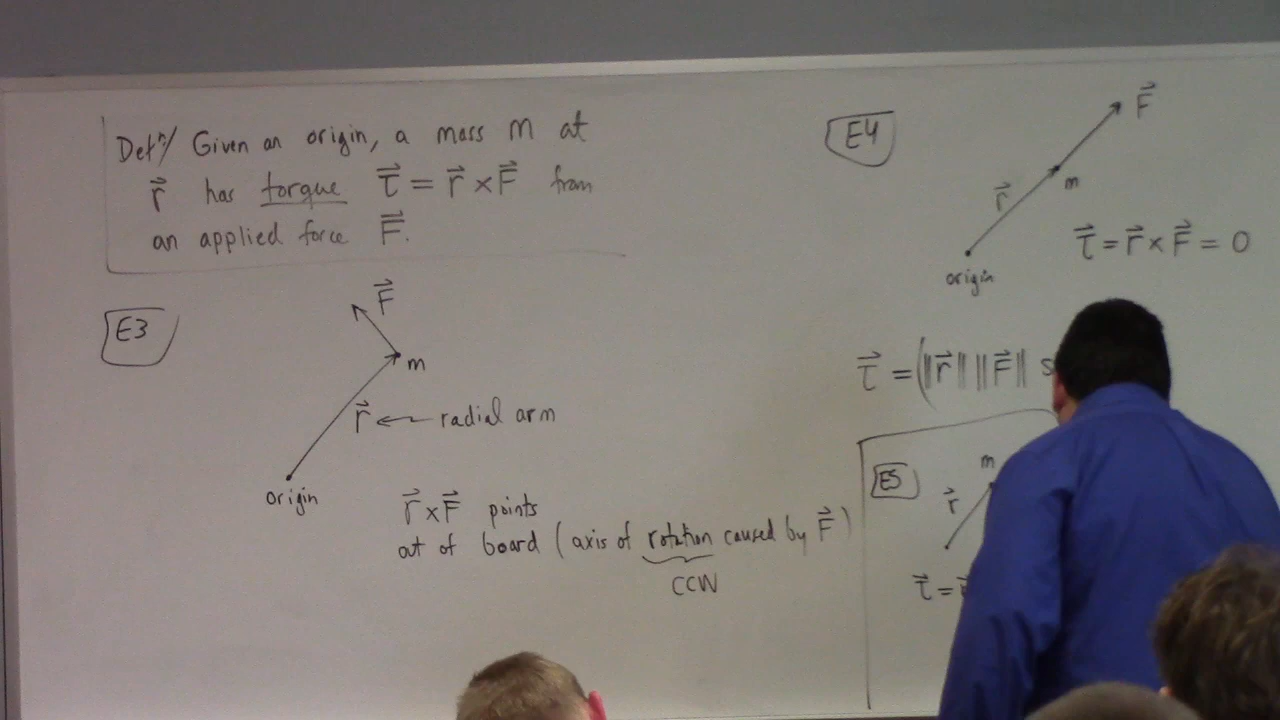 Def⁠ⁿ/ Given an origin, a mass m at
r⃗ has torque τ⃗ = r⃗ × F⃗ from
an applied force F⃗.
E3
F⃗
m
r⃗ ← radial arm
origin
r⃗ × F⃗ points
out of board (axis of rotation caused by F⃗)
CCW
E4
F⃗
m
r⃗
origin
τ⃗ = r⃗ × F⃗ = 0
τ⃗ = (‖r⃗‖ ‖F⃗‖ s
E5
m
r⃗
τ⃗ =